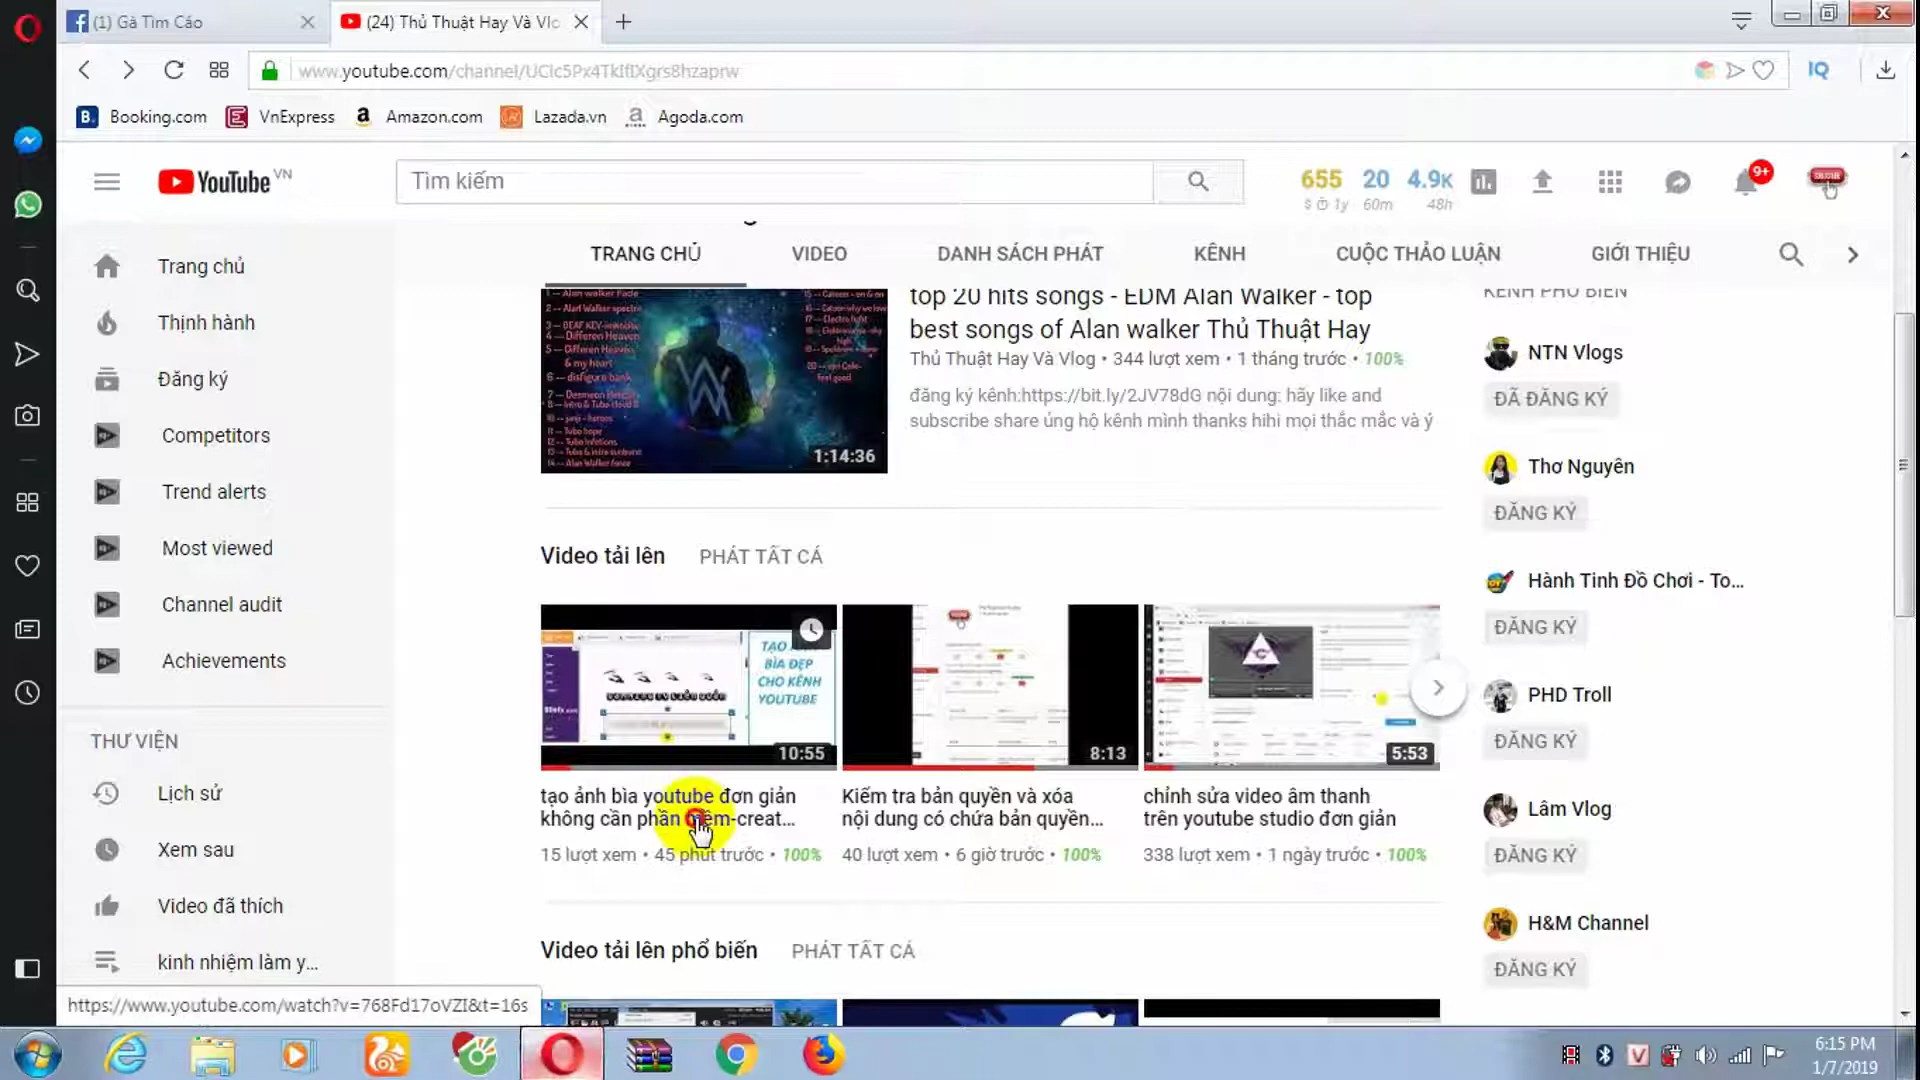 (1) Gà Tìm Cáo
(24) Thủ Thuật Hay Và Vlo
www.youtube.com/channel/UClc5Px4TkIfIXgrs8hzaprw
IQ
B. Booking.com
VnExpress
Amazon.com
Lazada.vn
Agoda.com
YouTube VN
Tìm kiếm
655 20 4.9K
1y 60m 48h
9+
TRANG CHỦ VIDEO DANH SÁCH PHÁT KÊNH CUỘC THẢO LUẬN GIỚI THIỆU
Trang chủ
Thịnh hành
Đăng ký
Competitors
Trend alerts
Most viewed
Channel audit
Achievements
THƯ VIỆN
Lịch sử
Xem sau
Video đã thích
kinh nhiệm làm y...
top 20 hits songs - EDM Alan Walker - top
best songs of Alan walker Thủ Thuật Hay
Thủ Thuật Hay Và Vlog • 344 lượt xem • 1 tháng trước • 100%
đăng ký kênh:https://bit.ly/2JV78dG nội dung: hãy like and
subscribe share ủng hộ kênh mình thanks hihi mọi thắc mắc và ý
1:14:36
Video tải lên PHÁT TẤT CẢ
TẠO
BÌA ĐẸP
CHO KÊNH
YOUTUBE
10:55
8:13
5:53
tạo ảnh bìa youtube đơn giản
không cần phần mềm-creat...
15 lượt xem • 45 phút trước • 100%
Kiểm tra bản quyền và xóa
nội dung có chứa bản quyền...
40 lượt xem • 6 giờ trước • 100%
chỉnh sửa video âm thanh
trên youtube studio đơn giản
338 lượt xem • 1 ngày trước • 100%
Video tải lên phổ biến PHÁT TẤT CẢ
KÊNH PHỔ BIẾN
NTN Vlogs
ĐÃ ĐĂNG KÝ
Thơ Nguyên
ĐĂNG KÝ
Hành Tinh Đồ Chơi - To...
ĐĂNG KÝ
PHD Troll
ĐĂNG KÝ
Lâm Vlog
ĐĂNG KÝ
H&M Channel
ĐĂNG KÝ
https://www.youtube.com/watch?v=768Fd17oVZI&t=16s
6:15 PM
1/7/2019